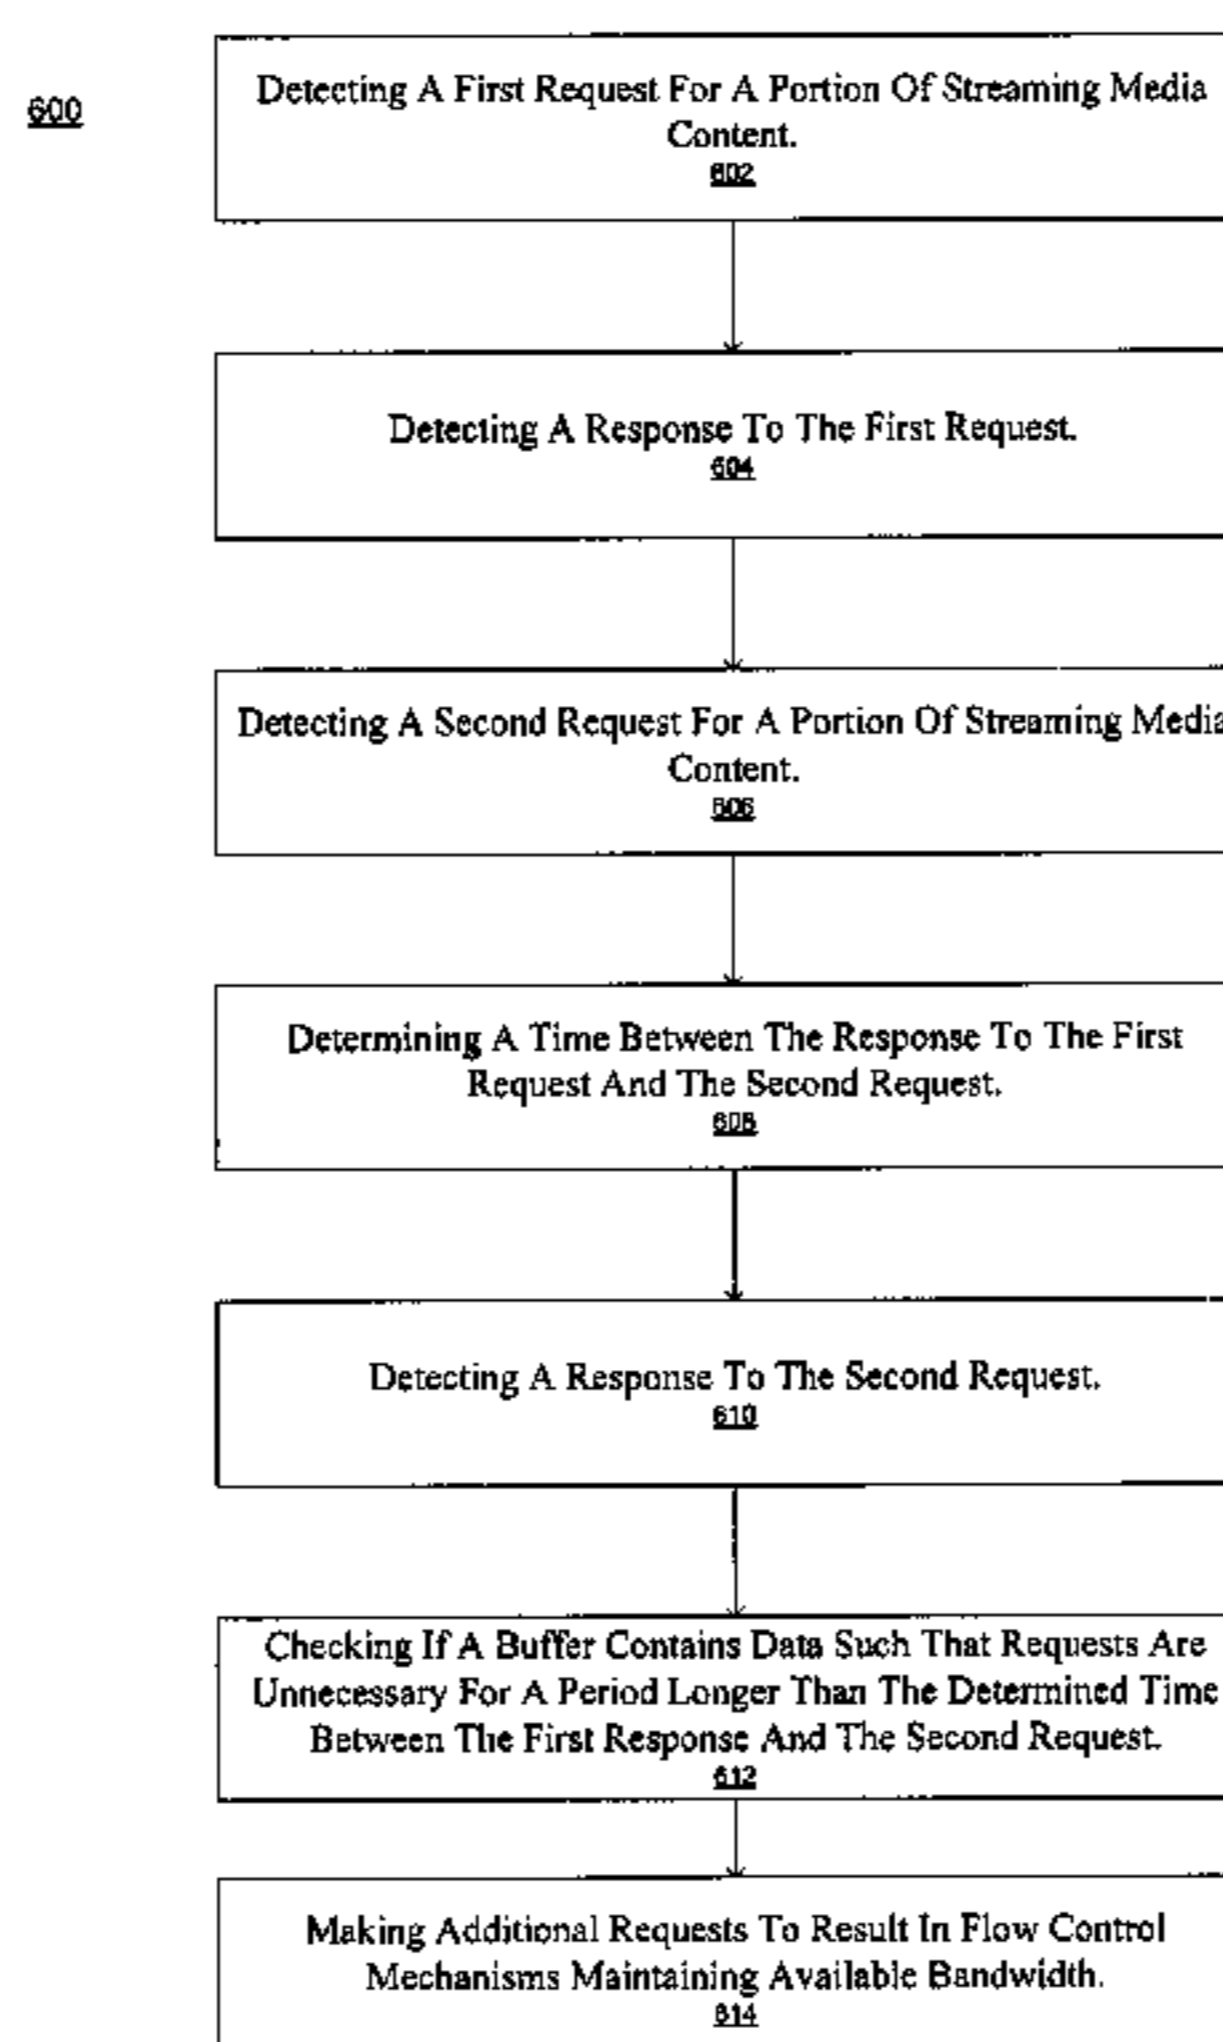 600
Detecting A First Request For A Portion Of Streaming Media
Content.
602
Detecting A Response To The First Request.
604
Detecting A Second Request For A Portion Of Streaming Media
Content.
606
Determining A Time Between The Response To The First
Request And The Second Request.
608
Detecting A Response To The Second Request.
610
Checking If A Buffer Contains Data Such That Requests Are
Unnecessary For A Period Longer Than The Determined Time
Between The First Response And The Second Request.
612
Making Additional Requests To Result In Flow Control
Mechanisms Maintaining Available Bandwidth.
614